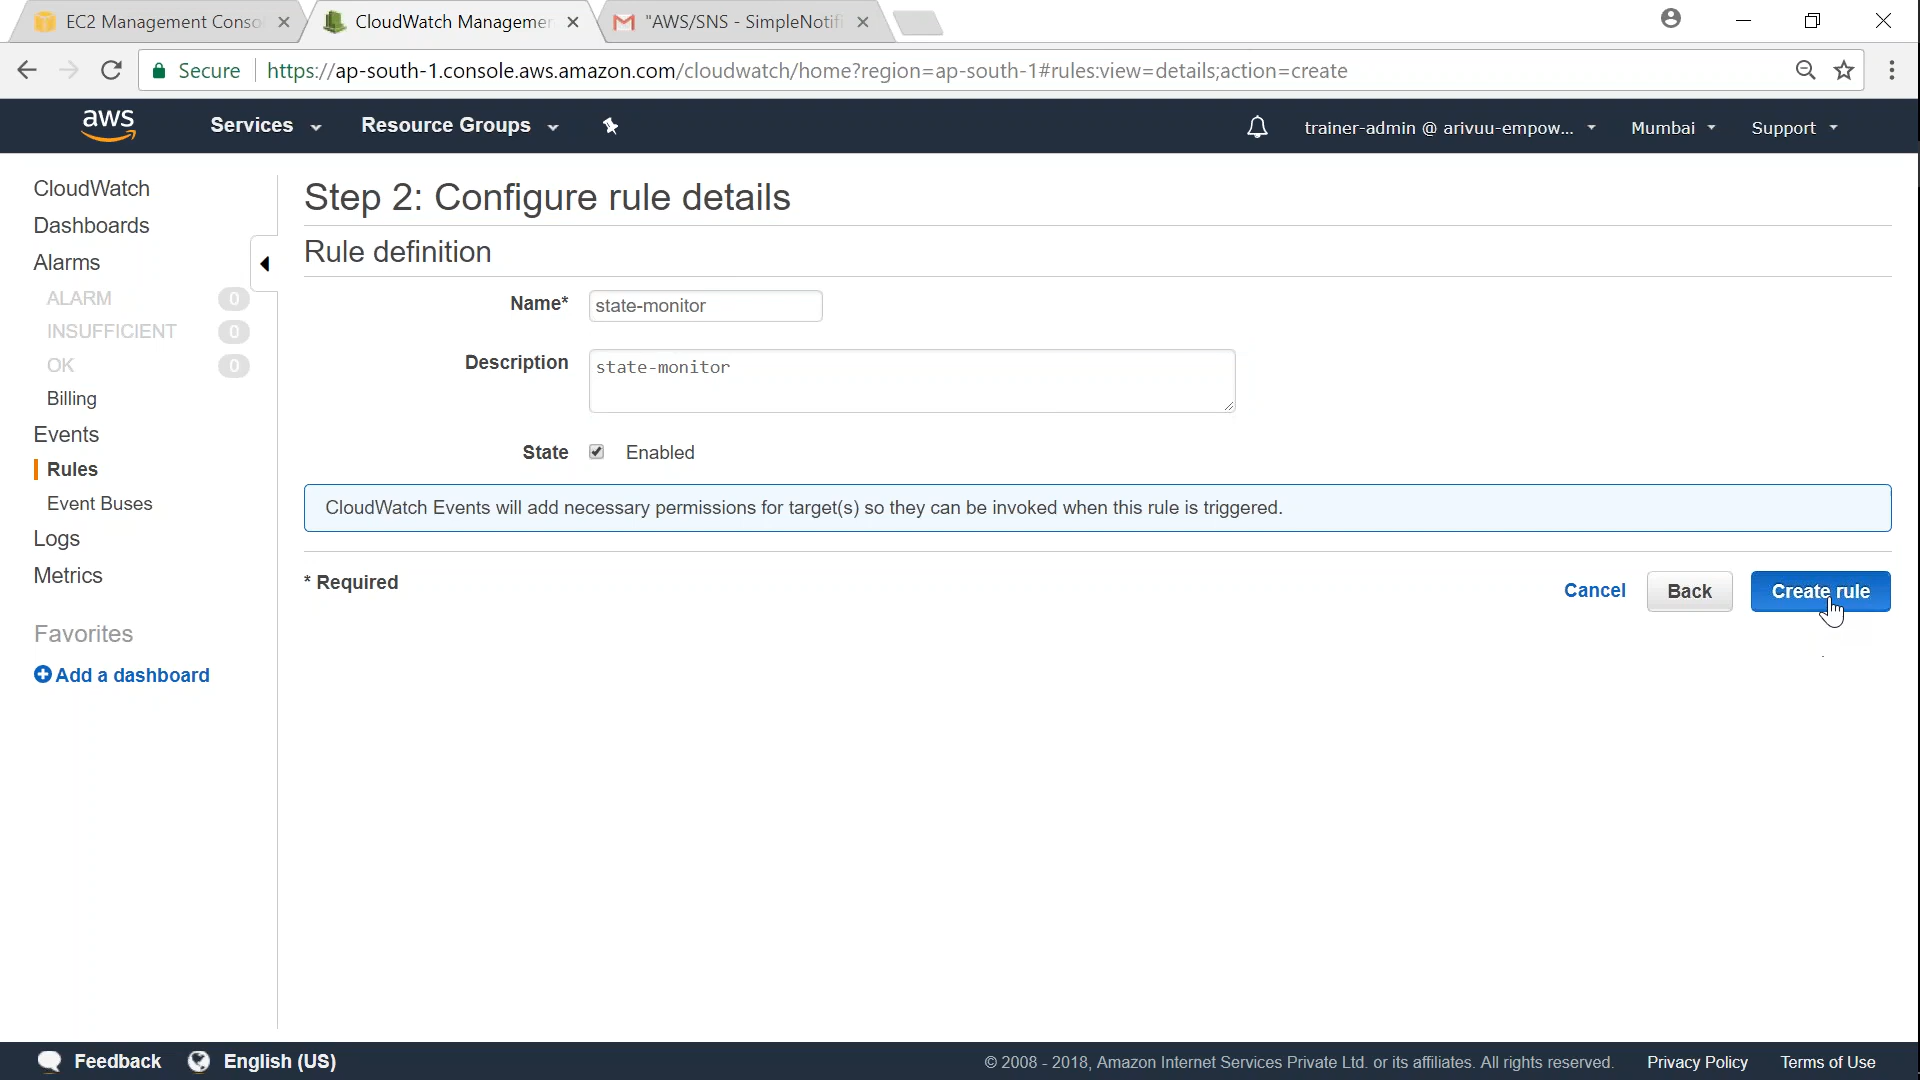 EC2 Management Conso
CloudWatch Managemen
"AWS/SNS - SimpleNotifi
Secure
https://ap-south-1.console.aws.amazon.com/cloudwatch/home?region=ap-south-1#rules:view=details;action=create
aws
Services
Resource Groups
trainer-admin @ arivuu-empow...
Mumbai
Support
CloudWatch
Dashboards
Alarms
ALARM 0
INSUFFICIENT 0
OK 0
Billing
Events
Rules
Event Buses
Logs
Metrics
Favorites
Add a dashboard
Step 2: Configure rule details
Rule definition
Name* state-monitor
Description state-monitor
State Enabled
CloudWatch Events will add necessary permissions for target(s) so they can be invoked when this rule is triggered.
* Required
Cancel Back Create rule
Feedback English (US)
© 2008 - 2018, Amazon Internet Services Private Ltd. or its affiliates. All rights reserved. Privacy Policy Terms of Use